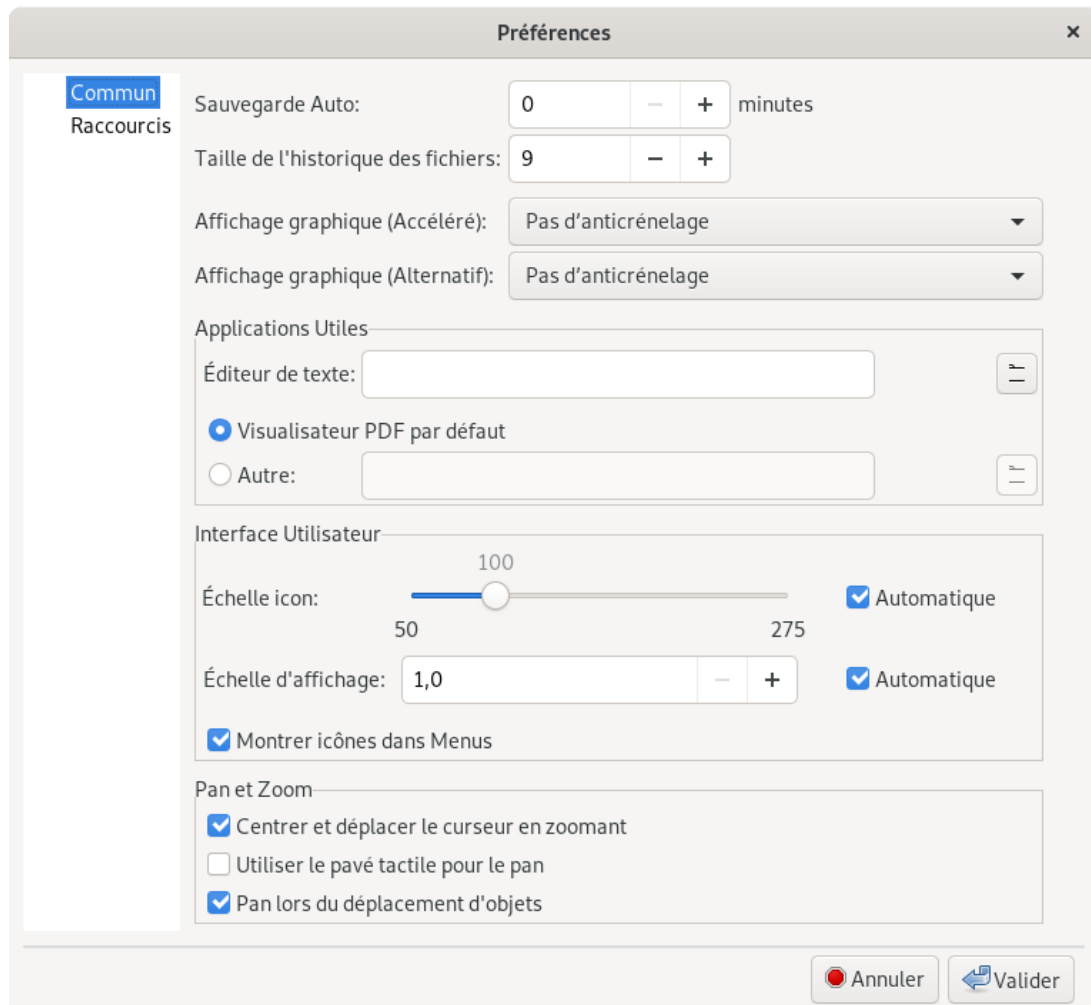 Préférences
Commun
Raccourcis
Sauvegarde Auto: 0 minutes
Taille de l'historique des fichiers: 9
Affichage graphique (Accéléré): Pas d’anticrénelage
Affichage graphique (Alternatif): Pas d’anticrénelage
Applications Utiles
Éditeur de texte:
Visualisateur PDF par défaut
Autre:
Interface Utilisateur
100
Échelle icon: Automatique
50 275
Échelle d'affichage: 1,0 Automatique
Montrer icônes dans Menus
Pan et Zoom
Centrer et déplacer le curseur en zoomant
Utiliser le pavé tactile pour le pan
Pan lors du déplacement d'objets
Annuler Valider